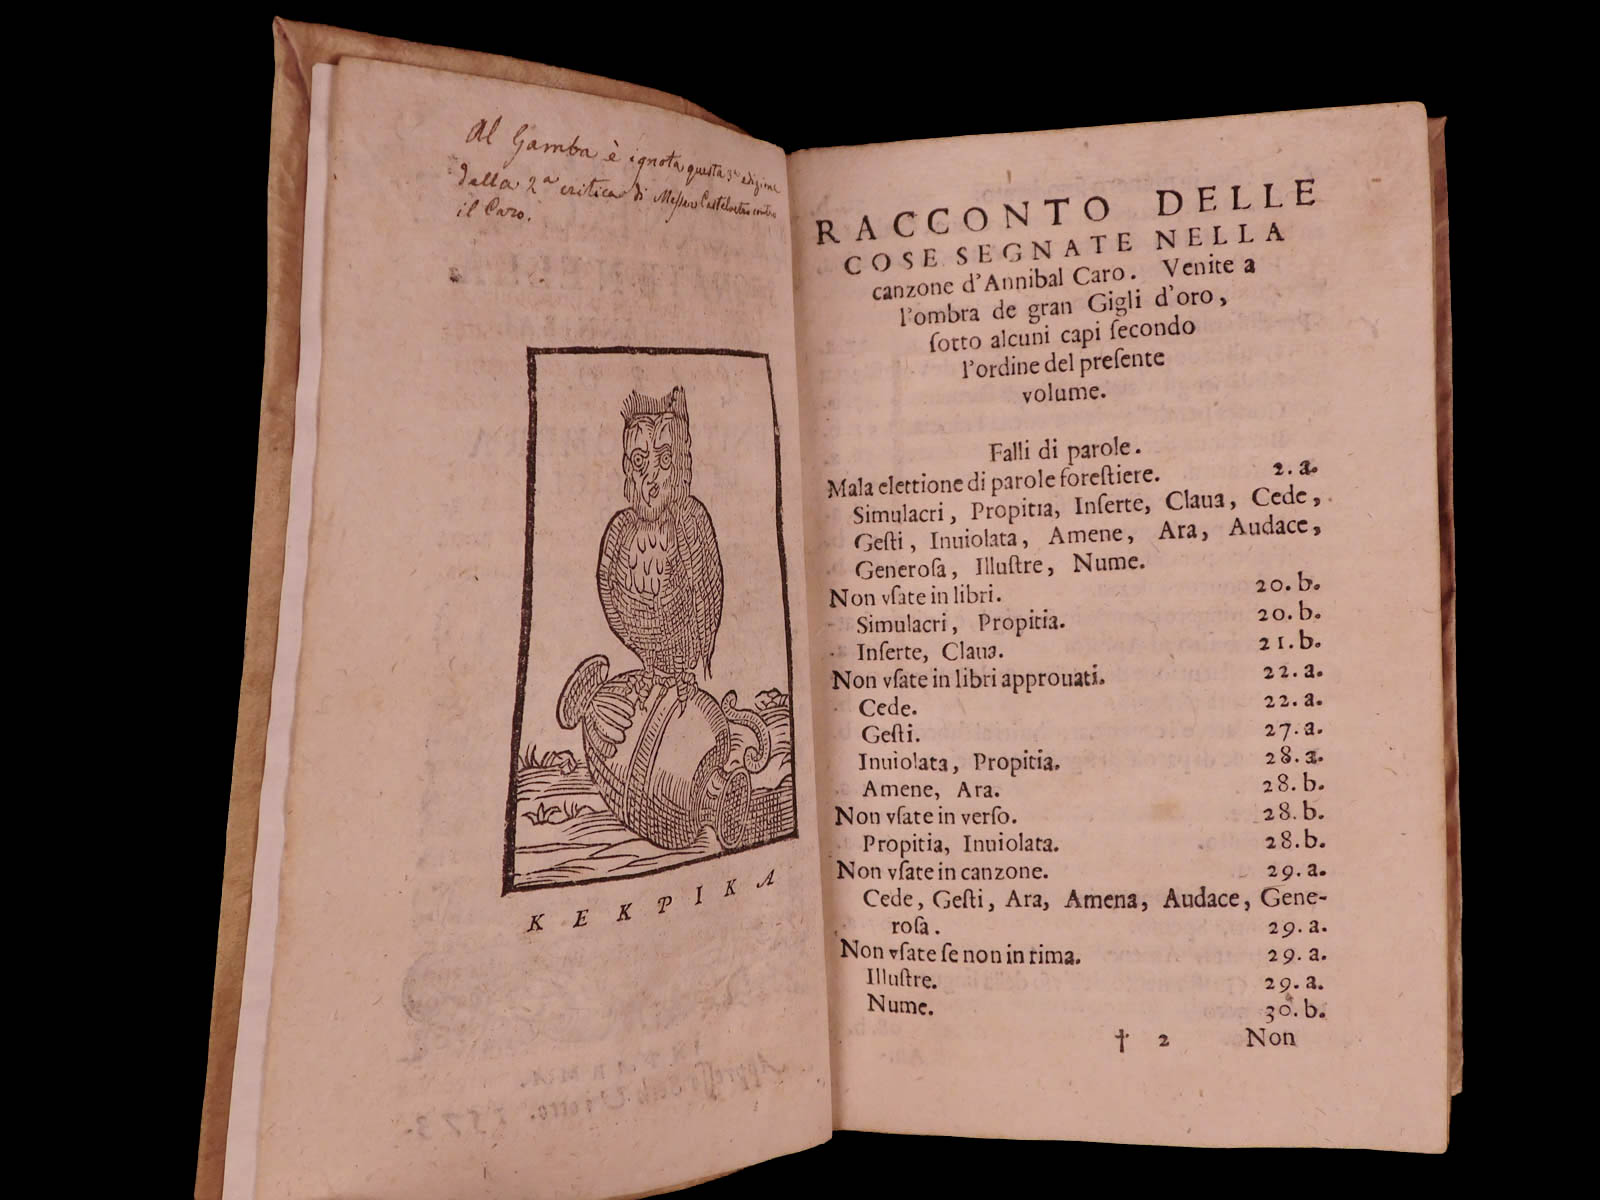 Al Gamba è ignota questa 3ª edizione
dalla 2ª critica di Messer Castelvetro contro
il Caro.
KEKPIKA
RACCONTO DELLE
COSE SEGNATE NELLA
canzone d'Annibal Caro. Venite a
l'ombra de gran Gigli d'oro,
ſotto alcuni capi ſecondo
l'ordine del preſente
volume.
Falli di parole.
Mala elettione di parole foreſtiere. 2. a.
Simulacri, Propitia, Inſerte, Claua, Cede,
Geſti, Inuiolata, Amene, Ara, Audace,
Generoſa, Illuſtre, Nume.
Non vſate in libri. 20. b.
Simulacri, Propitia. 20. b.
Inſerte, Claua. 21. b.
Non vſate in libri approuati. 22. a.
Cede. 22. a.
Geſti. 27. a.
Inuiolata, Propitia. 28. a.
Amene, Ara. 28. b.
Non vſate in verſo. 28. b.
Propitia, Inuiolata. 28. b.
Non vſate in canzone. 29. a.
Cede, Geſti, Ara, Amena, Audace, Gene-
roſa. 29. a.
Non vſate ſe non in rima. 29. a.
Illuſtre. 29. a.
Nume. 30. b.
† 2 Non